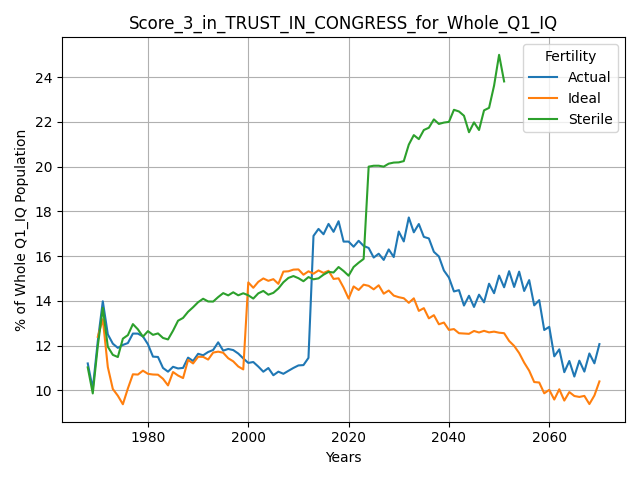 Score_3_in_TRUST_IN_CONGRESS_for_Whole_Q1_IQ
Fertility
Actual
Ideal
Sterile
% of Whole Q1_IQ Population
24
22
20
18
16
14
12
10
1980
2000
2020
2040
2060
Years